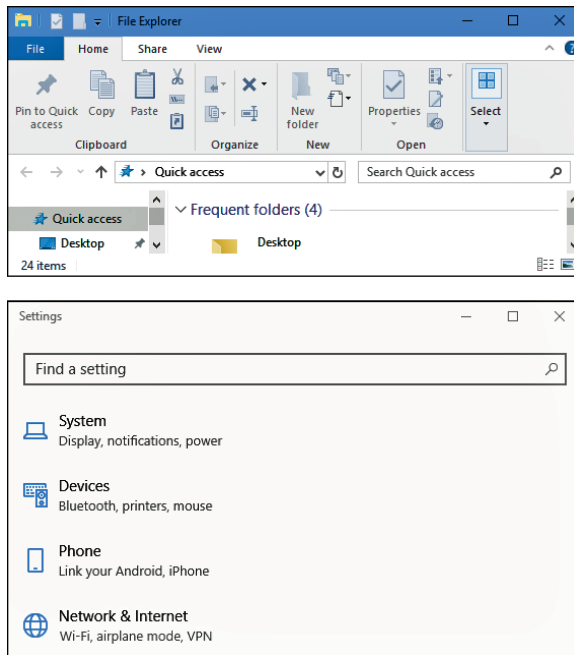 File Explorer
File Home Share View
Pin to Quick access
Copy
Paste
New folder
Properties
Select
Clipboard Organize New Open
Quick access
Search Quick access
Quick access
Frequent folders (4)
Desktop
Desktop
24 items
Settings
Find a setting
System
Display, notifications, power
Devices
Bluetooth, printers, mouse
Phone
Link your Android, iPhone
Network & Internet
Wi-Fi, airplane mode, VPN